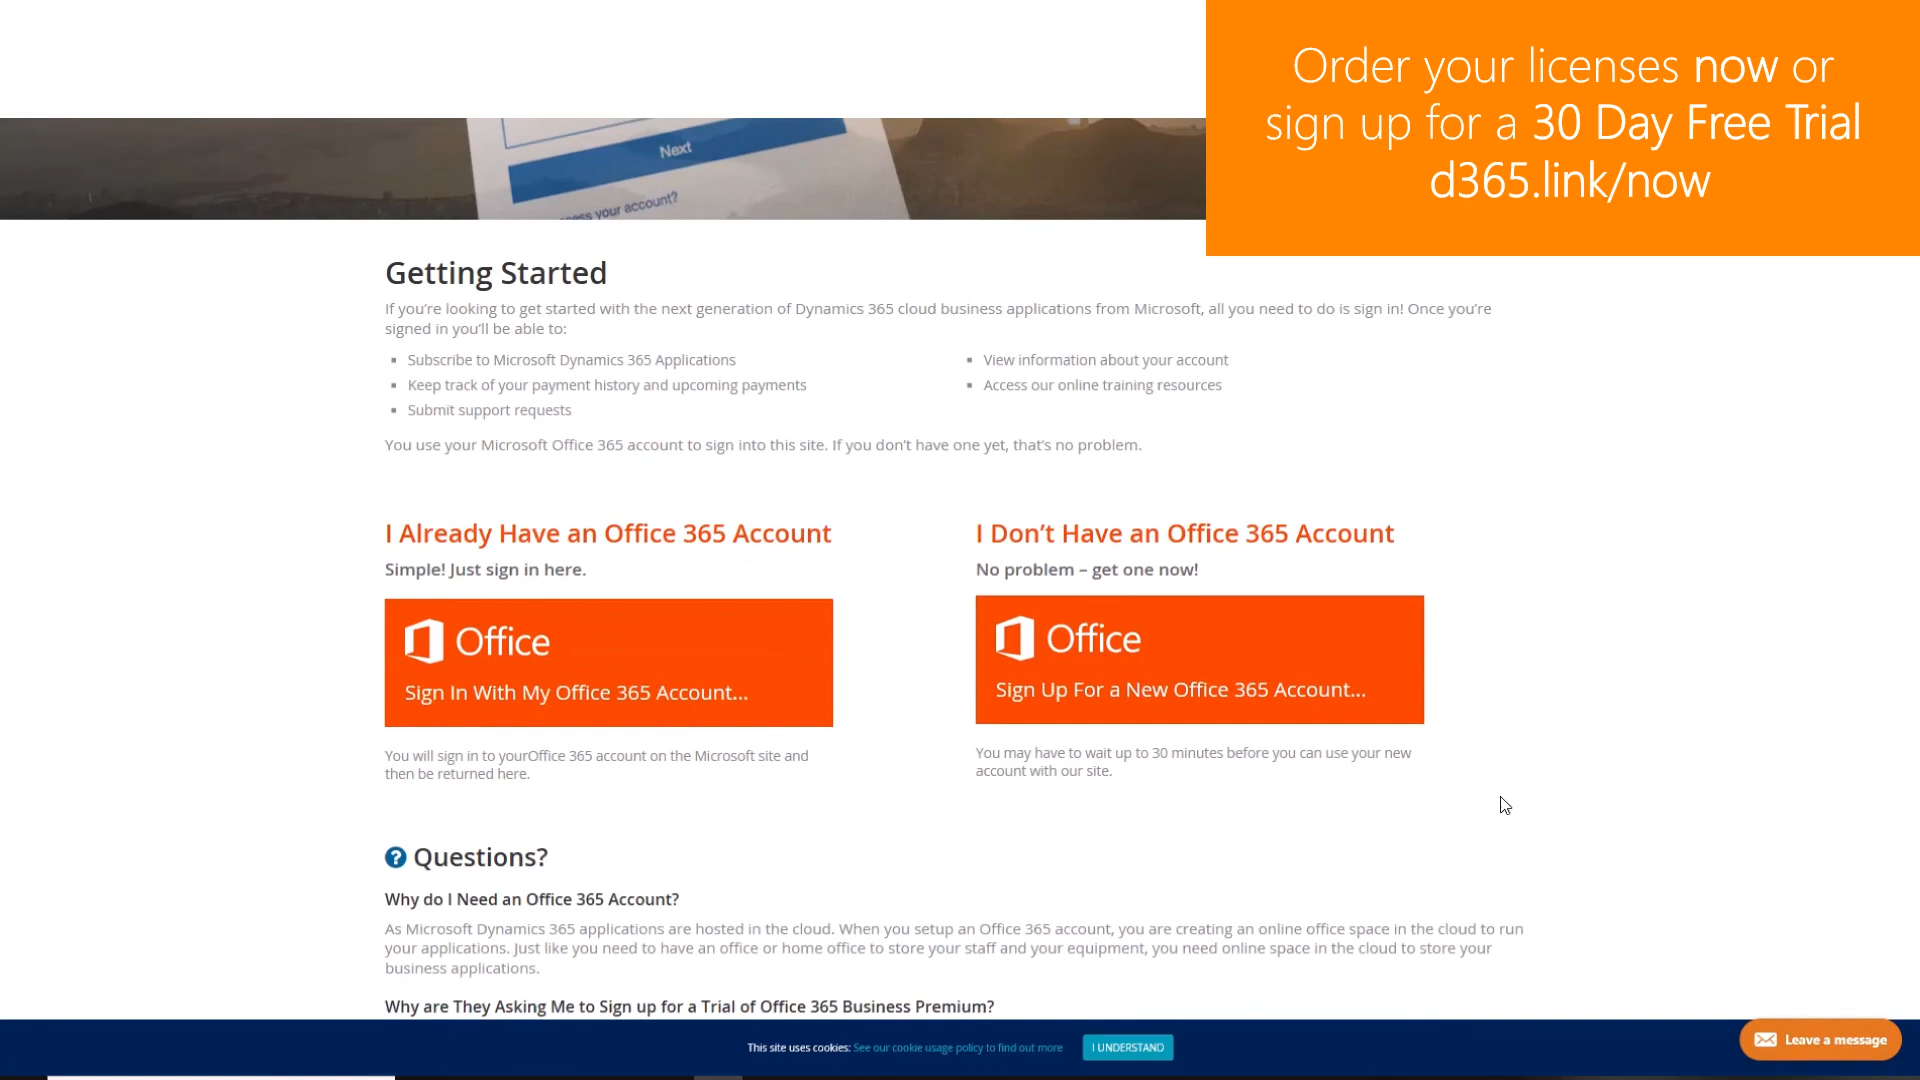 Order your licenses now or
sign up for a 30 Day Free Trial
d365.link/now
Next
your account?
Getting Started
If you’re looking to get started with the next generation of Dynamics 365 cloud business applications from Microsoft, all you need to do is sign in! Once you’re
signed in you’ll be able to:
Subscribe to Microsoft Dynamics 365 Applications
Keep track of your payment history and upcoming payments
Submit support requests
View information about your account
Access our online training resources
You use your Microsoft Office 365 account to sign into this site. If you don’t have one yet, that’s no problem.
I Already Have an Office 365 Account
Simple! Just sign in here.
Office
Sign In With My Office 365 Account...
You will sign in to yourOffice 365 account on the Microsoft site and
then be returned here.
I Don’t Have an Office 365 Account
No problem – get one now!
Office
Sign Up For a New Office 365 Account...
You may have to wait up to 30 minutes before you can use your new
account with our site.
? Questions?
Why do I Need an Office 365 Account?
As Microsoft Dynamics 365 applications are hosted in the cloud. When you setup an Office 365 account, you are creating an online office space in the cloud to run
your applications. Just like you need to have an office or home office to store your staff and your equipment, you need online space in the cloud to store your
business applications.
Why are They Asking Me to Sign up for a Trial of Office 365 Business Premium?
This site uses cookies: See our cookie usage policy to find out more
I UNDERSTAND
Leave a message